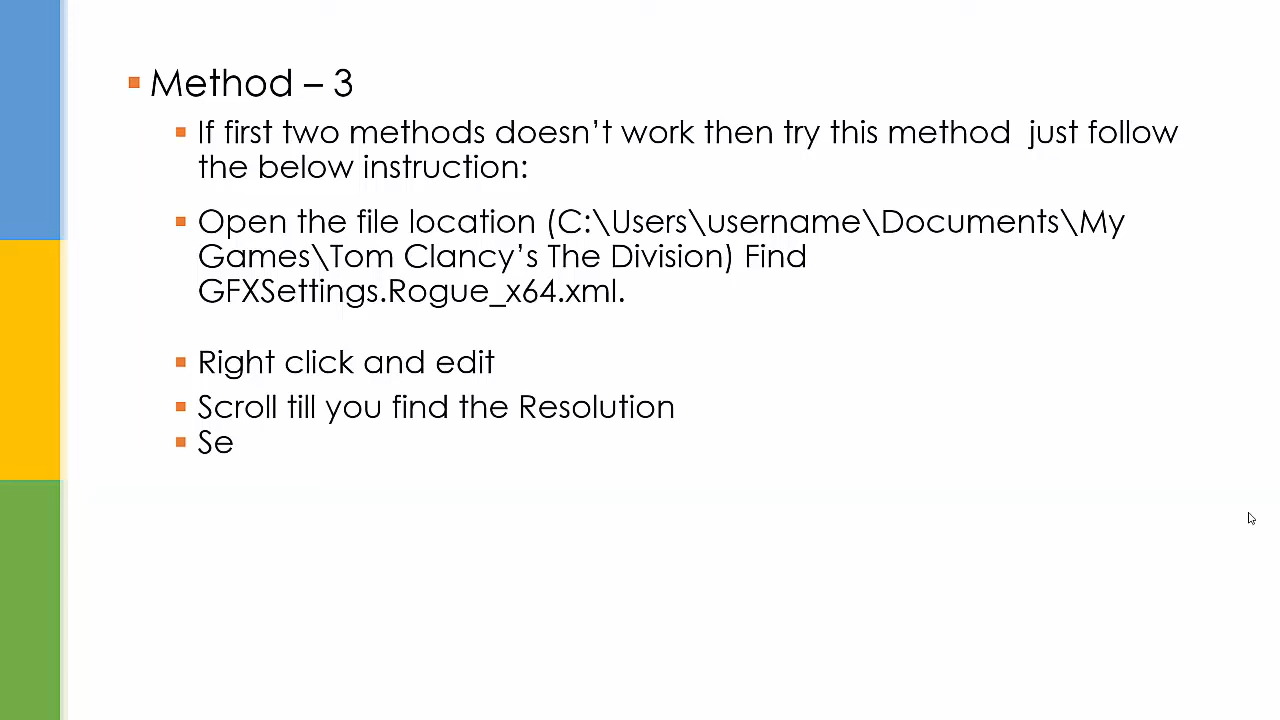 Method – 3
If first two methods doesn’t work then try this method just follow
the below instruction:
Open the file location (C:\Users\username\Documents\My
Games\Tom Clancy’s The Division) Find
GFXSettings.Rogue_x64.xml.
Right click and edit
Scroll till you find the Resolution
Se